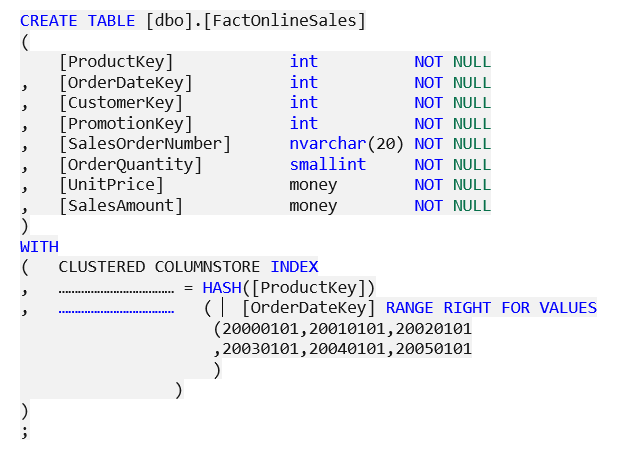 CREATE TABLE [dbo].[FactOnlineSales]
(
[ProductKey] int NOT NULL
, [OrderDateKey] int NOT NULL
, [CustomerKey] int NOT NULL
, [PromotionKey] int NOT NULL
, [SalesOrderNumber] nvarchar(20) NOT NULL
, [OrderQuantity] smallint NOT NULL
, [UnitPrice] money NOT NULL
, [SalesAmount] money NOT NULL
)
WITH
( CLUSTERED COLUMNSTORE INDEX
, ................................. = HASH([ProductKey])
, ................................. ( | [OrderDateKey] RANGE RIGHT FOR VALUES
(20000101,20010101,20020101
,20030101,20040101,20050101
)
)
)
;